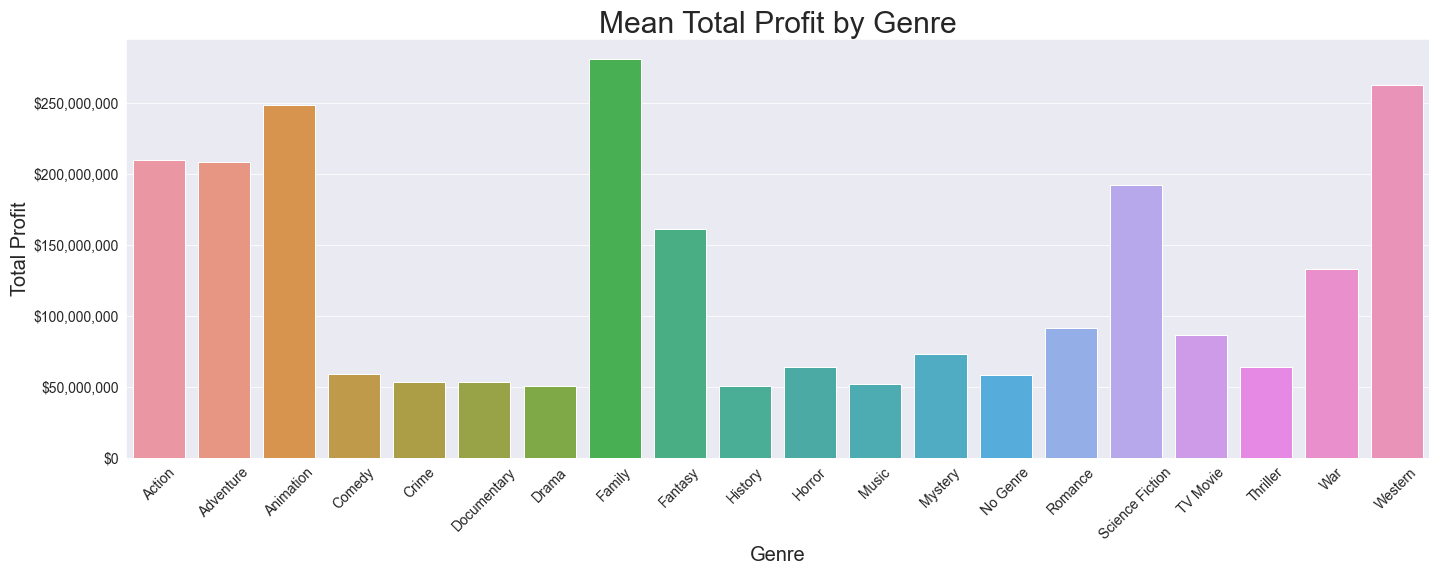 Mean Total Profit by Genre
Total Profit
$250,000,000
$200,000,000
$150,000,000
$100,000,000
$50,000,000
$0
Action
Adventure
Animation
Comedy
Crime
Documentary
Drama
Family
Fantasy
History
Horror
Music
Mystery
No Genre
Romance
Science Fiction
TV Movie
Thriller
War
Western
Genre